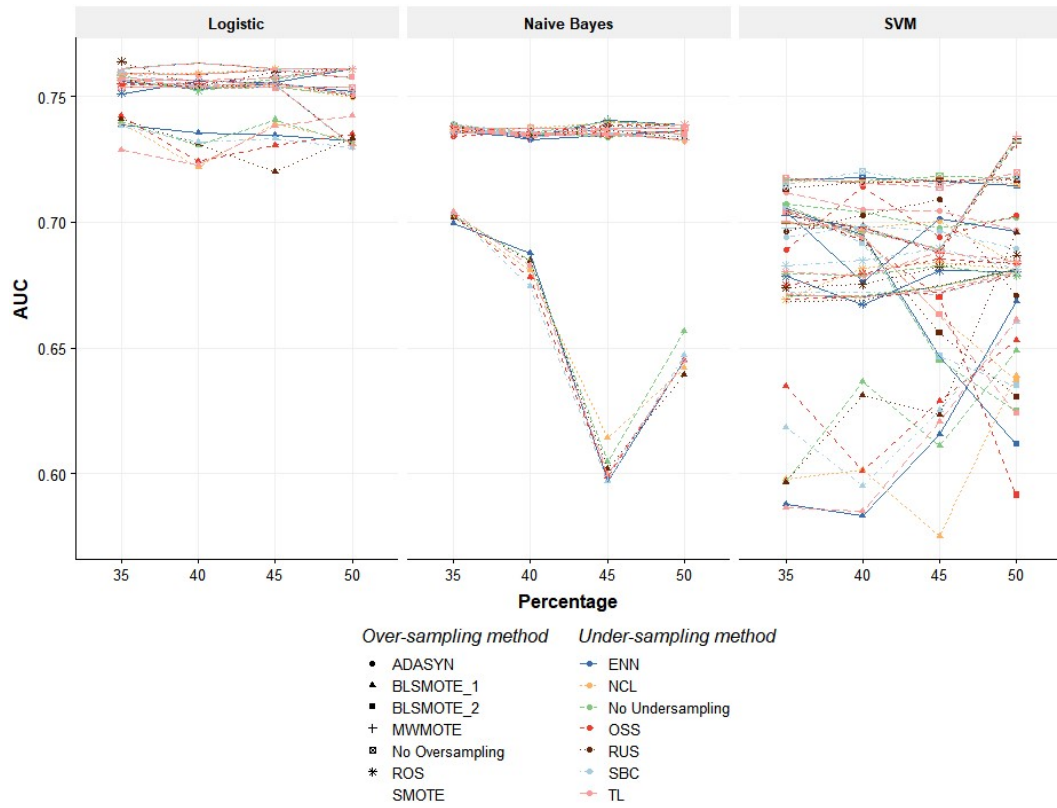 Logistic Naive Bayes SVM
0.75
0.70
0.65
0.60
AUC
35 40 45 50 35 40 45 50 35 40 45 50
Percentage
Over-sampling method Under-sampling method
ADASYN ENN
BLSMOTE_1 NCL
BLSMOTE_2 No Undersampling
MWMOTE OSS
No Oversampling RUS
ROS SBC
SMOTE TL